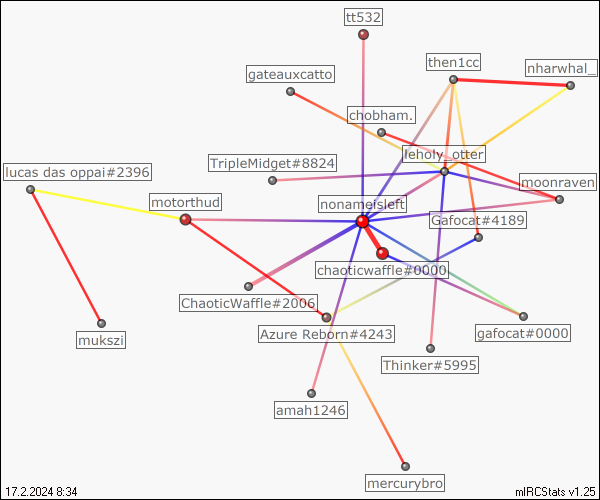 tt532
then1cc
nharwhal_
gateauxcatto
chobham.
leholy_otter
TripleMidget#8824
lucas das oppai#2396
moonraven
motorthud
nonameisleft
Gafocat#4189
chaoticwaffle#0000
ChaoticWaffle#2006
Azure Reborn#4243
gafocat#0000
mukszi
Thinker#5995
amah1246
mercurybro
17.2.2024 8:34
mIRCStats v1.25